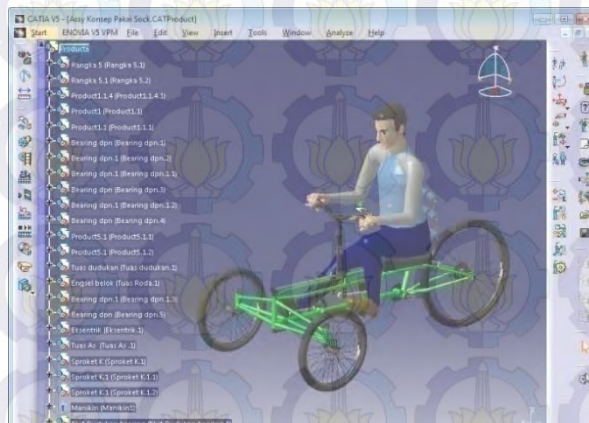 CATIA V5 - [Assy Konsep Pakai Sock.CATProduct]
Start ENOVIA V5 VPM File Edit View Insert Tools Window Analyze Help
Products
Rangka 5 (Rangka 5.1)
Rangka 5.1 (Rangka 5.2)
Product1.1.4 (Product1.1.4.1)
Product1 (Product1.1)
Product1.1 (Product1.1.1)
Bearing dpn (Bearing dpn.1)
Bearing dpn.1 (Bearing dpn.2)
Bearing dpn.1 (Bearing dpn.1.1)
Bearing dpn (Bearing dpn.3)
Bearing dpn.1 (Bearing dpn.1.2)
Bearing dpn (Bearing dpn.4)
Product5.1 (Product5.1.1)
Product5.1 (Product5.1.2)
Tuas dudukan (Tuas dudukan.1)
Engsel belok (Tuas Roda.1)
Bearing dpn.1 (Bearing dpn.1.3)
Bearing dpn (Bearing dpn.5)
Eksentrik (Eksentrik.1)
Tuas As (Tuas As .1)
Sproket K (Sproket K.1)
Sproket K.1 (Sproket K.1.1)
Sproket K.1 (Sproket K.1.2)
Manikin (Manikin1)